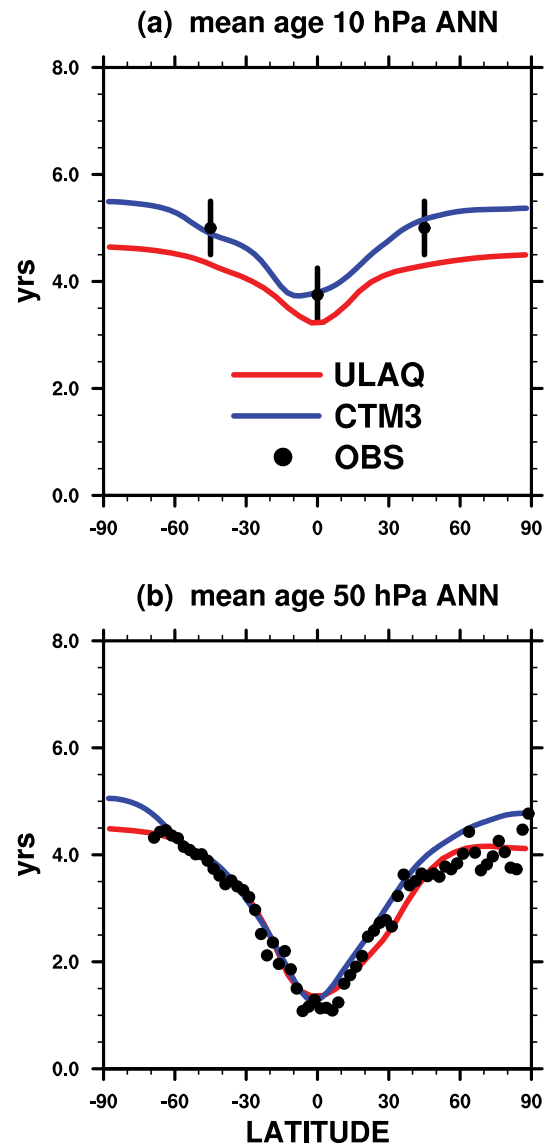 (a) mean age 10 hPa ANN
8.0
6.0
4.0
2.0
0.0
yrs
ULAQ
CTM3
OBS
-90 -60 -30 0 30 60 90
(b) mean age 50 hPa ANN
8.0
6.0
4.0
2.0
0.0
yrs
-90 -60 -30 0 30 60 90
LATITUDE